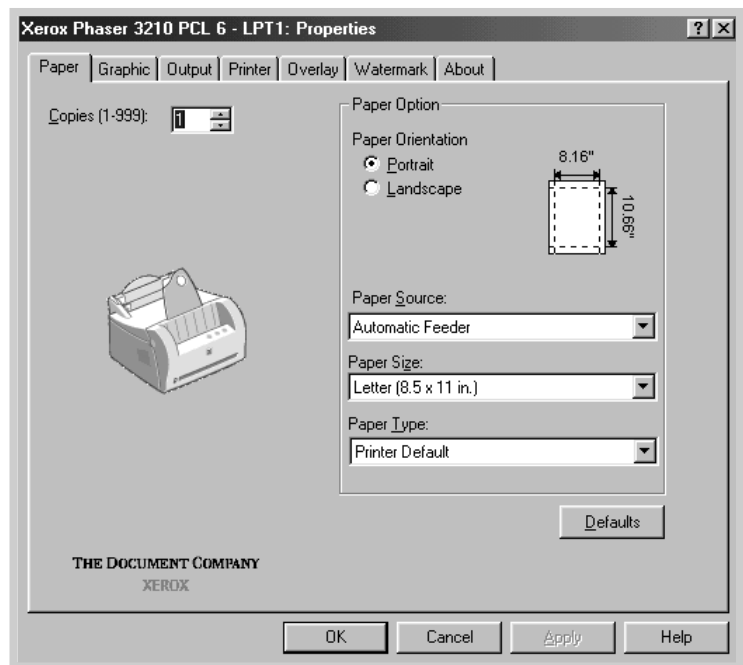 Xerox Phaser 3210 PCL 6 - LPT1: Properties
Paper Graphic Output Printer Overlay Watermark About
Copies (1-999): 1
Paper Option
Paper Orientation
Portrait
Landscape
8.16"
10.66"
Paper Source:
Automatic Feeder
Paper Size:
Letter (8.5 x 11 in.)
Paper Type:
Printer Default
Defaults
THE DOCUMENT COMPANY
XEROX
OK Cancel Apply Help